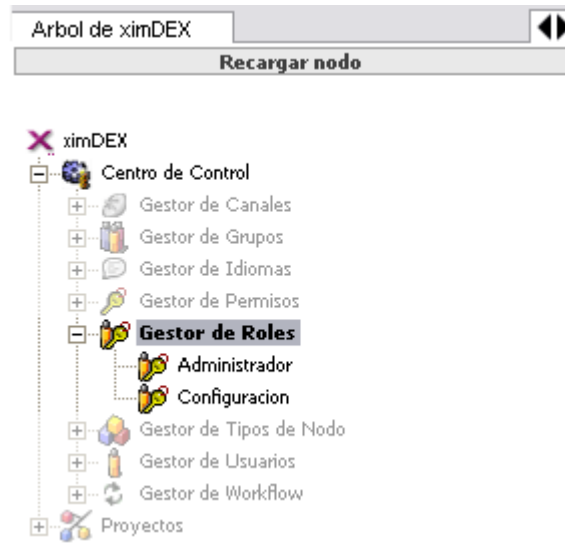 Arbol de ximDEX
Recargar nodo
ximDEX
Centro de Control
Gestor de Canales
Gestor de Grupos
Gestor de Idiomas
Gestor de Permisos
Gestor de Roles
Administrador
Configuracion
Gestor de Tipos de Nodo
Gestor de Usuarios
Gestor de Workflow
Proyectos